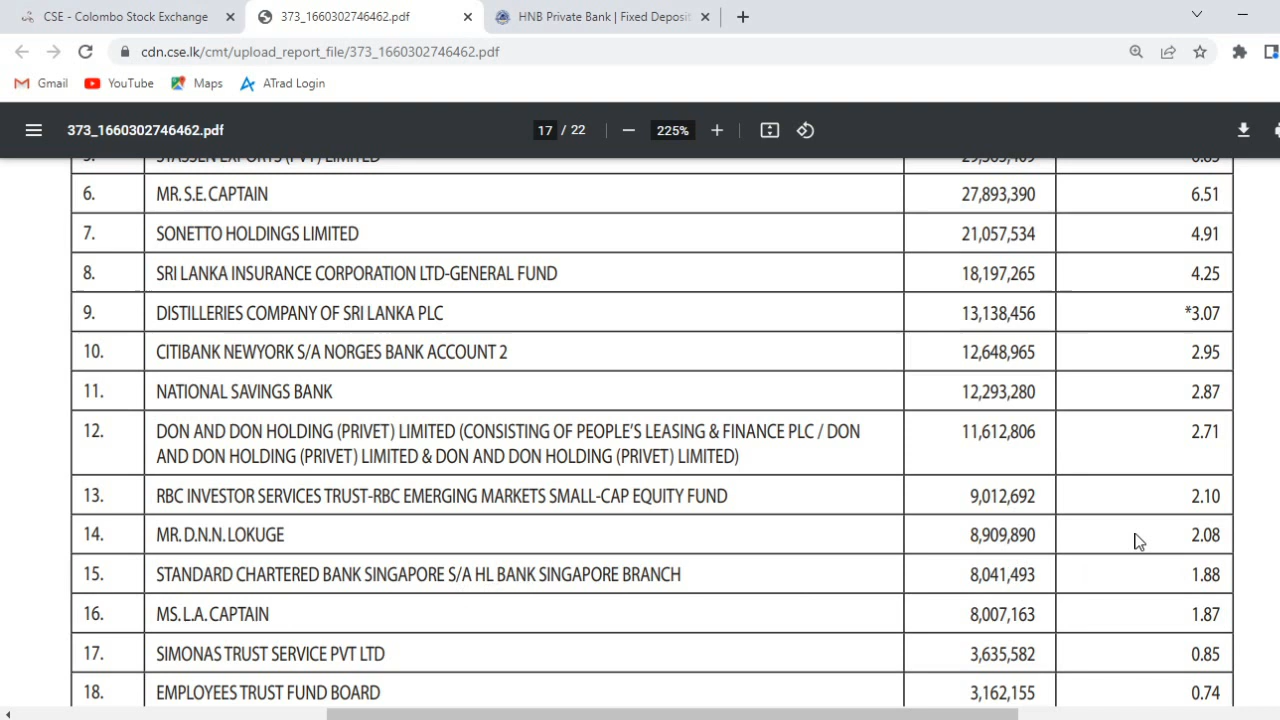 CSE - Colombo Stock Exchange
373_1660302746462.pdf
HNB Private Bank | Fixed Deposit
cdn.cse.lk/cmt/upload_report_file/373_1660302746462.pdf
Gmail YouTube Maps ATrad Login
373_1660302746462.pdf 17 / 22 225%
5. STASSEN EXPORTS (PVT) LIMITED
6. MR. S.E. CAPTAIN 27,893,390 6.51
7. SONETTO HOLDINGS LIMITED 21,057,534 4.91
8. SRI LANKA INSURANCE CORPORATION LTD-GENERAL FUND 18,197,265 4.25
9. DISTILLERIES COMPANY OF SRI LANKA PLC 13,138,456 *3.07
10. CITIBANK NEWYORK S/A NORGES BANK ACCOUNT 2 12,648,965 2.95
11. NATIONAL SAVINGS BANK 12,293,280 2.87
12. DON AND DON HOLDING (PRIVET) LIMITED (CONSISTING OF PEOPLE'S LEASING & FINANCE PLC / DON 11,612,806 2.71
AND DON HOLDING (PRIVET) LIMITED & DON AND DON HOLDING (PRIVET) LIMITED)
13. RBC INVESTOR SERVICES TRUST-RBC EMERGING MARKETS SMALL-CAP EQUITY FUND 9,012,692 2.10
14. MR. D.N.N. LOKUGE 8,909,890 2.08
15. STANDARD CHARTERED BANK SINGAPORE S/A HL BANK SINGAPORE BRANCH 8,041,493 1.88
16. MS. L.A. CAPTAIN 8,007,163 1.87
17. SIMONAS TRUST SERVICE PVT LTD 3,635,582 0.85
18. EMPLOYEES TRUST FUND BOARD 3,162,155 0.74